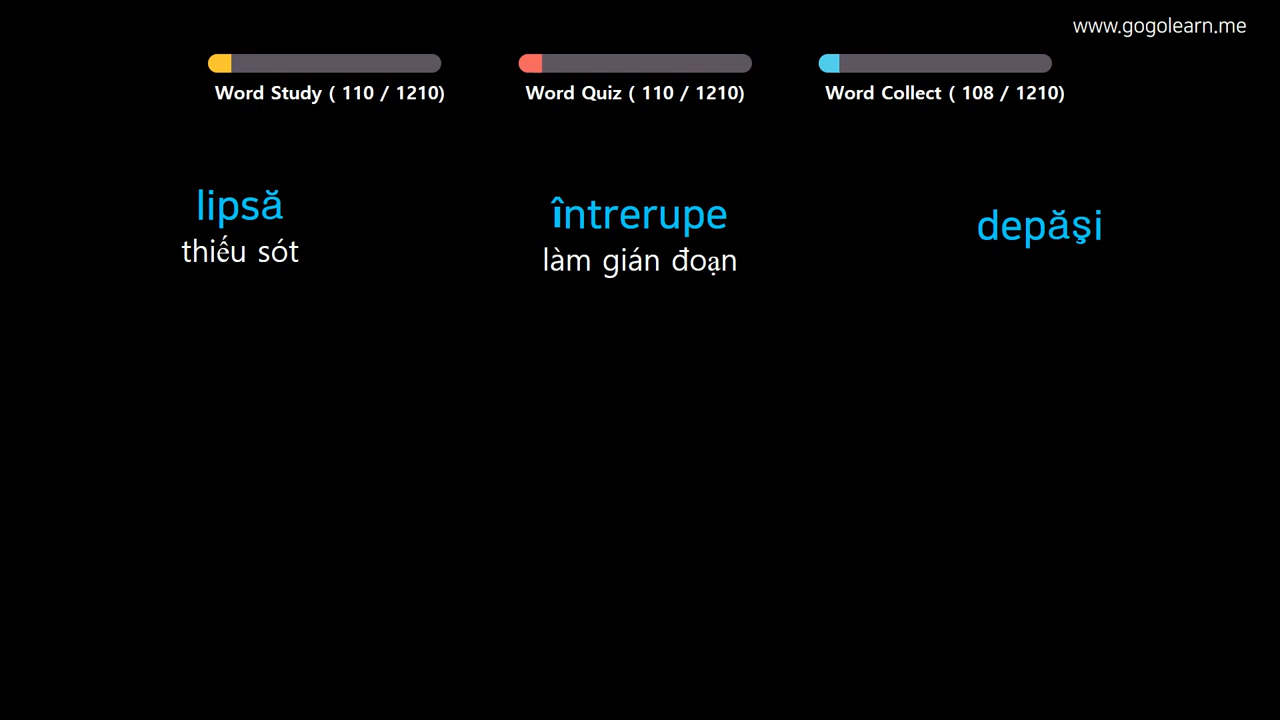 www.gogolearn.me
Word Study ( 110 / 1210)
Word Quiz ( 110 / 1210)
Word Collect ( 108 / 1210)
lipsă
thiếu sót
întrerupe
làm gián đoạn
depăşi